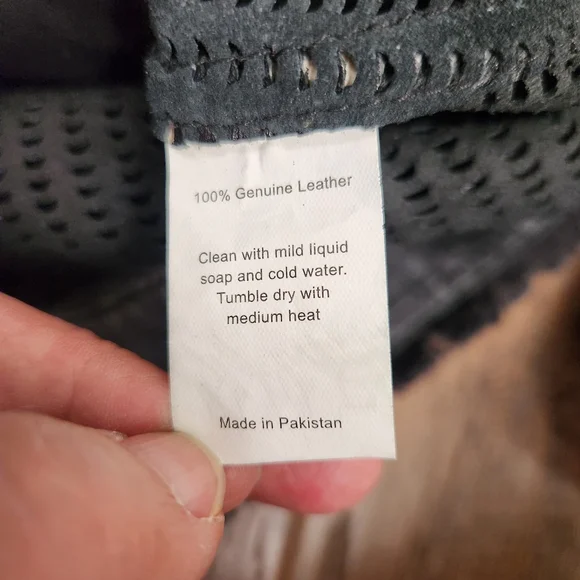 100% Genuine Leather
Clean with mild liquid
soap and cold water.
Tumble dry with
medium heat
Made in Pakistan